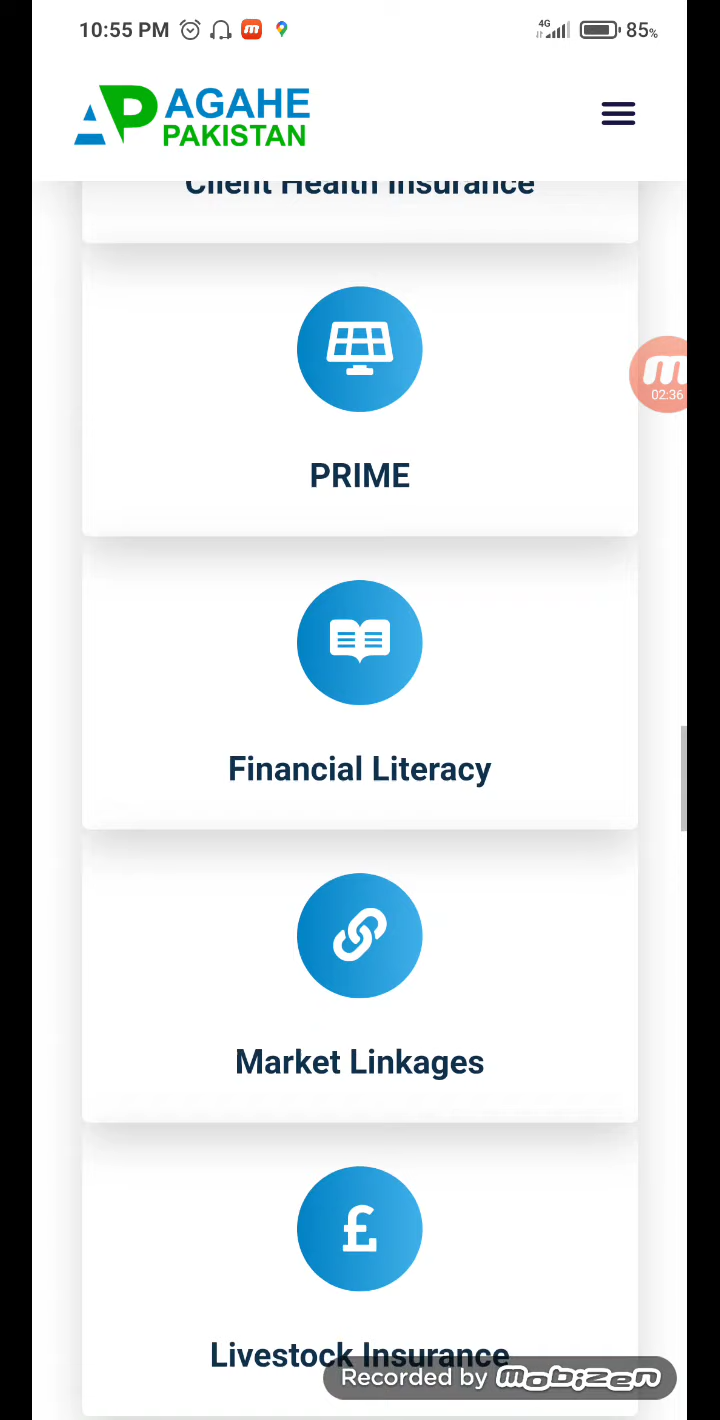 10:55 PM
4G
85%
AGAHE
PAKISTAN
Client Health Insurance
02:36
PRIME
Financial Literacy
Market Linkages
£
Livestock Insurance
Recorded by mobizen